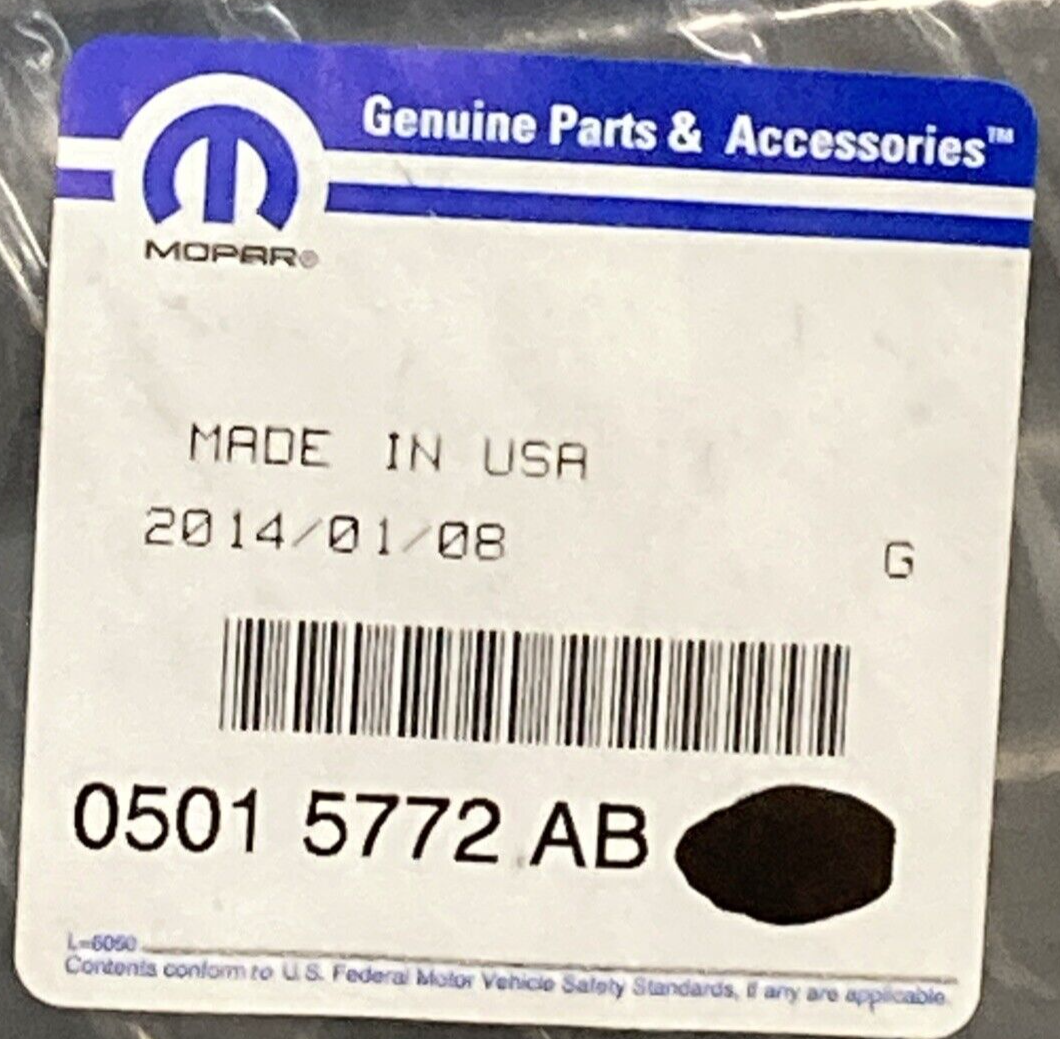 Genuine Parts & Accessories™
MOPAR®
MADE IN USA
2014/01/08
G
0501 5772 AB
L-6060
Contents conform to U.S. Federal Motor Vehicle Safety Standards, if any are applicable.